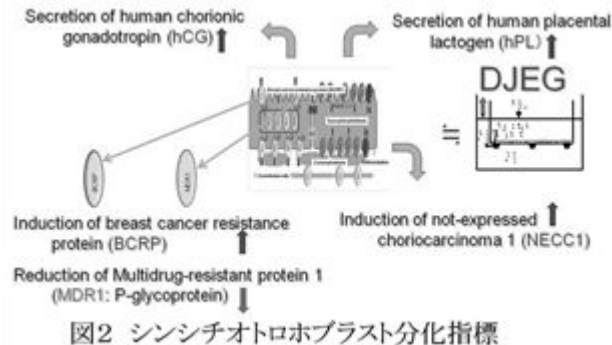 Secretion of human chorionic
gonadotropin (hCG)
Secretion of human placental
lactogen (hPL)
DJEG
BCRP
MDR1
Induction of breast cancer resistance
protein (BCRP)
Induction of not-expressed
choriocarcinoma 1 (NECC1)
Reduction of Multidrug-resistant protein 1
(MDR1: P-glycoprotein)
図2 シンシチオトロホブラスト分化指標